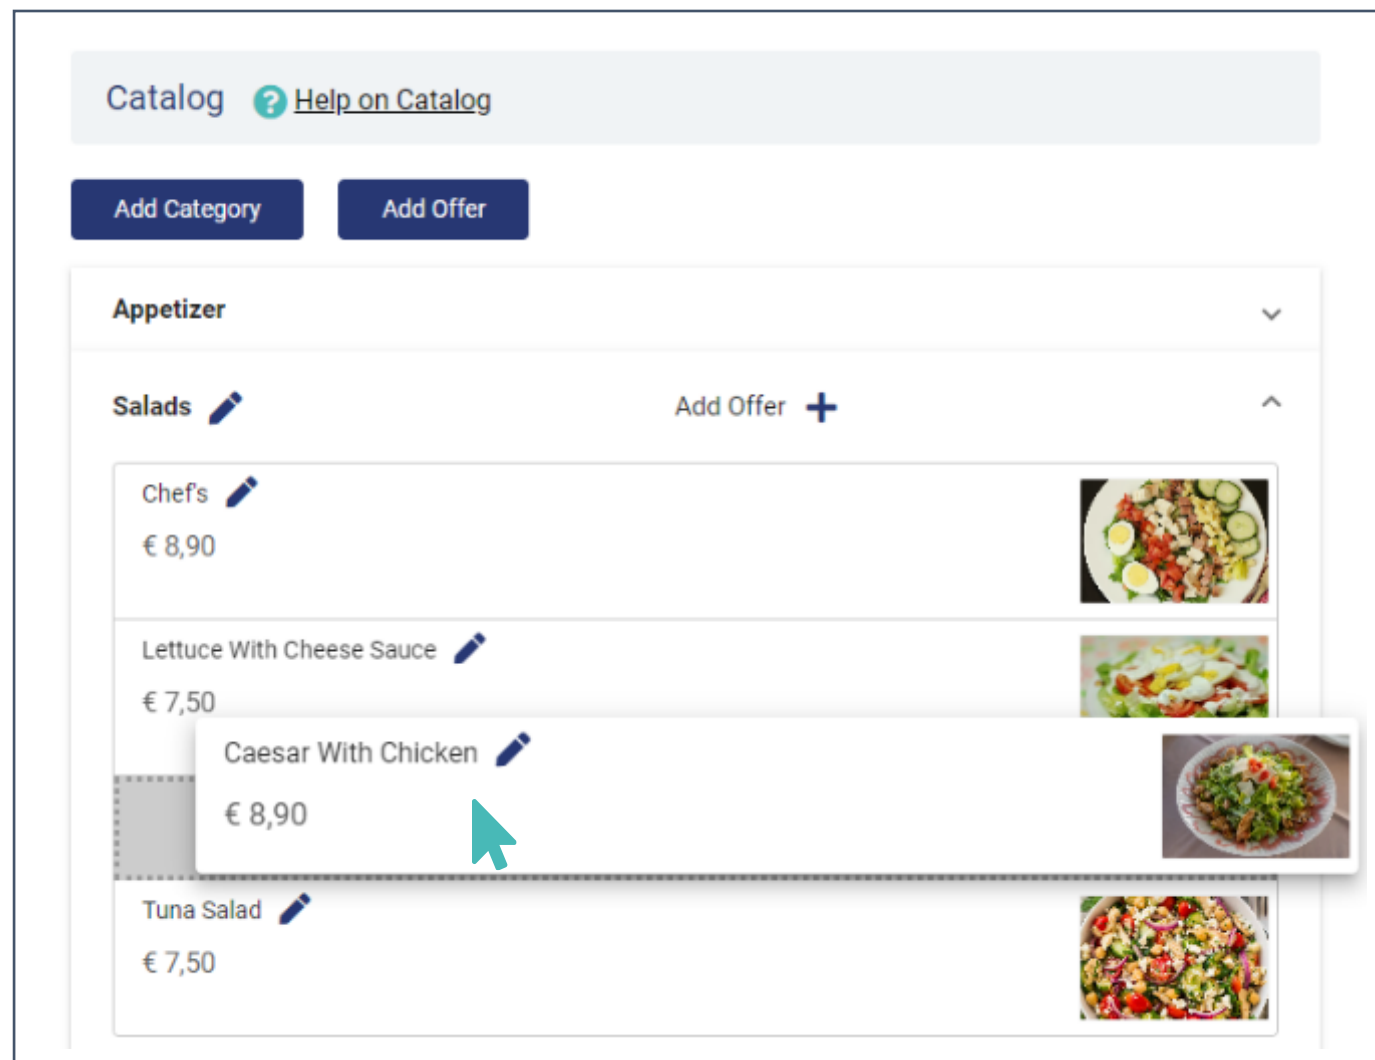 Catalog
Help on Catalog
Add Category
Add Offer
Appetizer
Salads
Add Offer
Chef's
€ 8,90
Lettuce With Cheese Sauce
€ 7,50
Caesar With Chicken
€ 8,90
Tuna Salad
€ 7,50